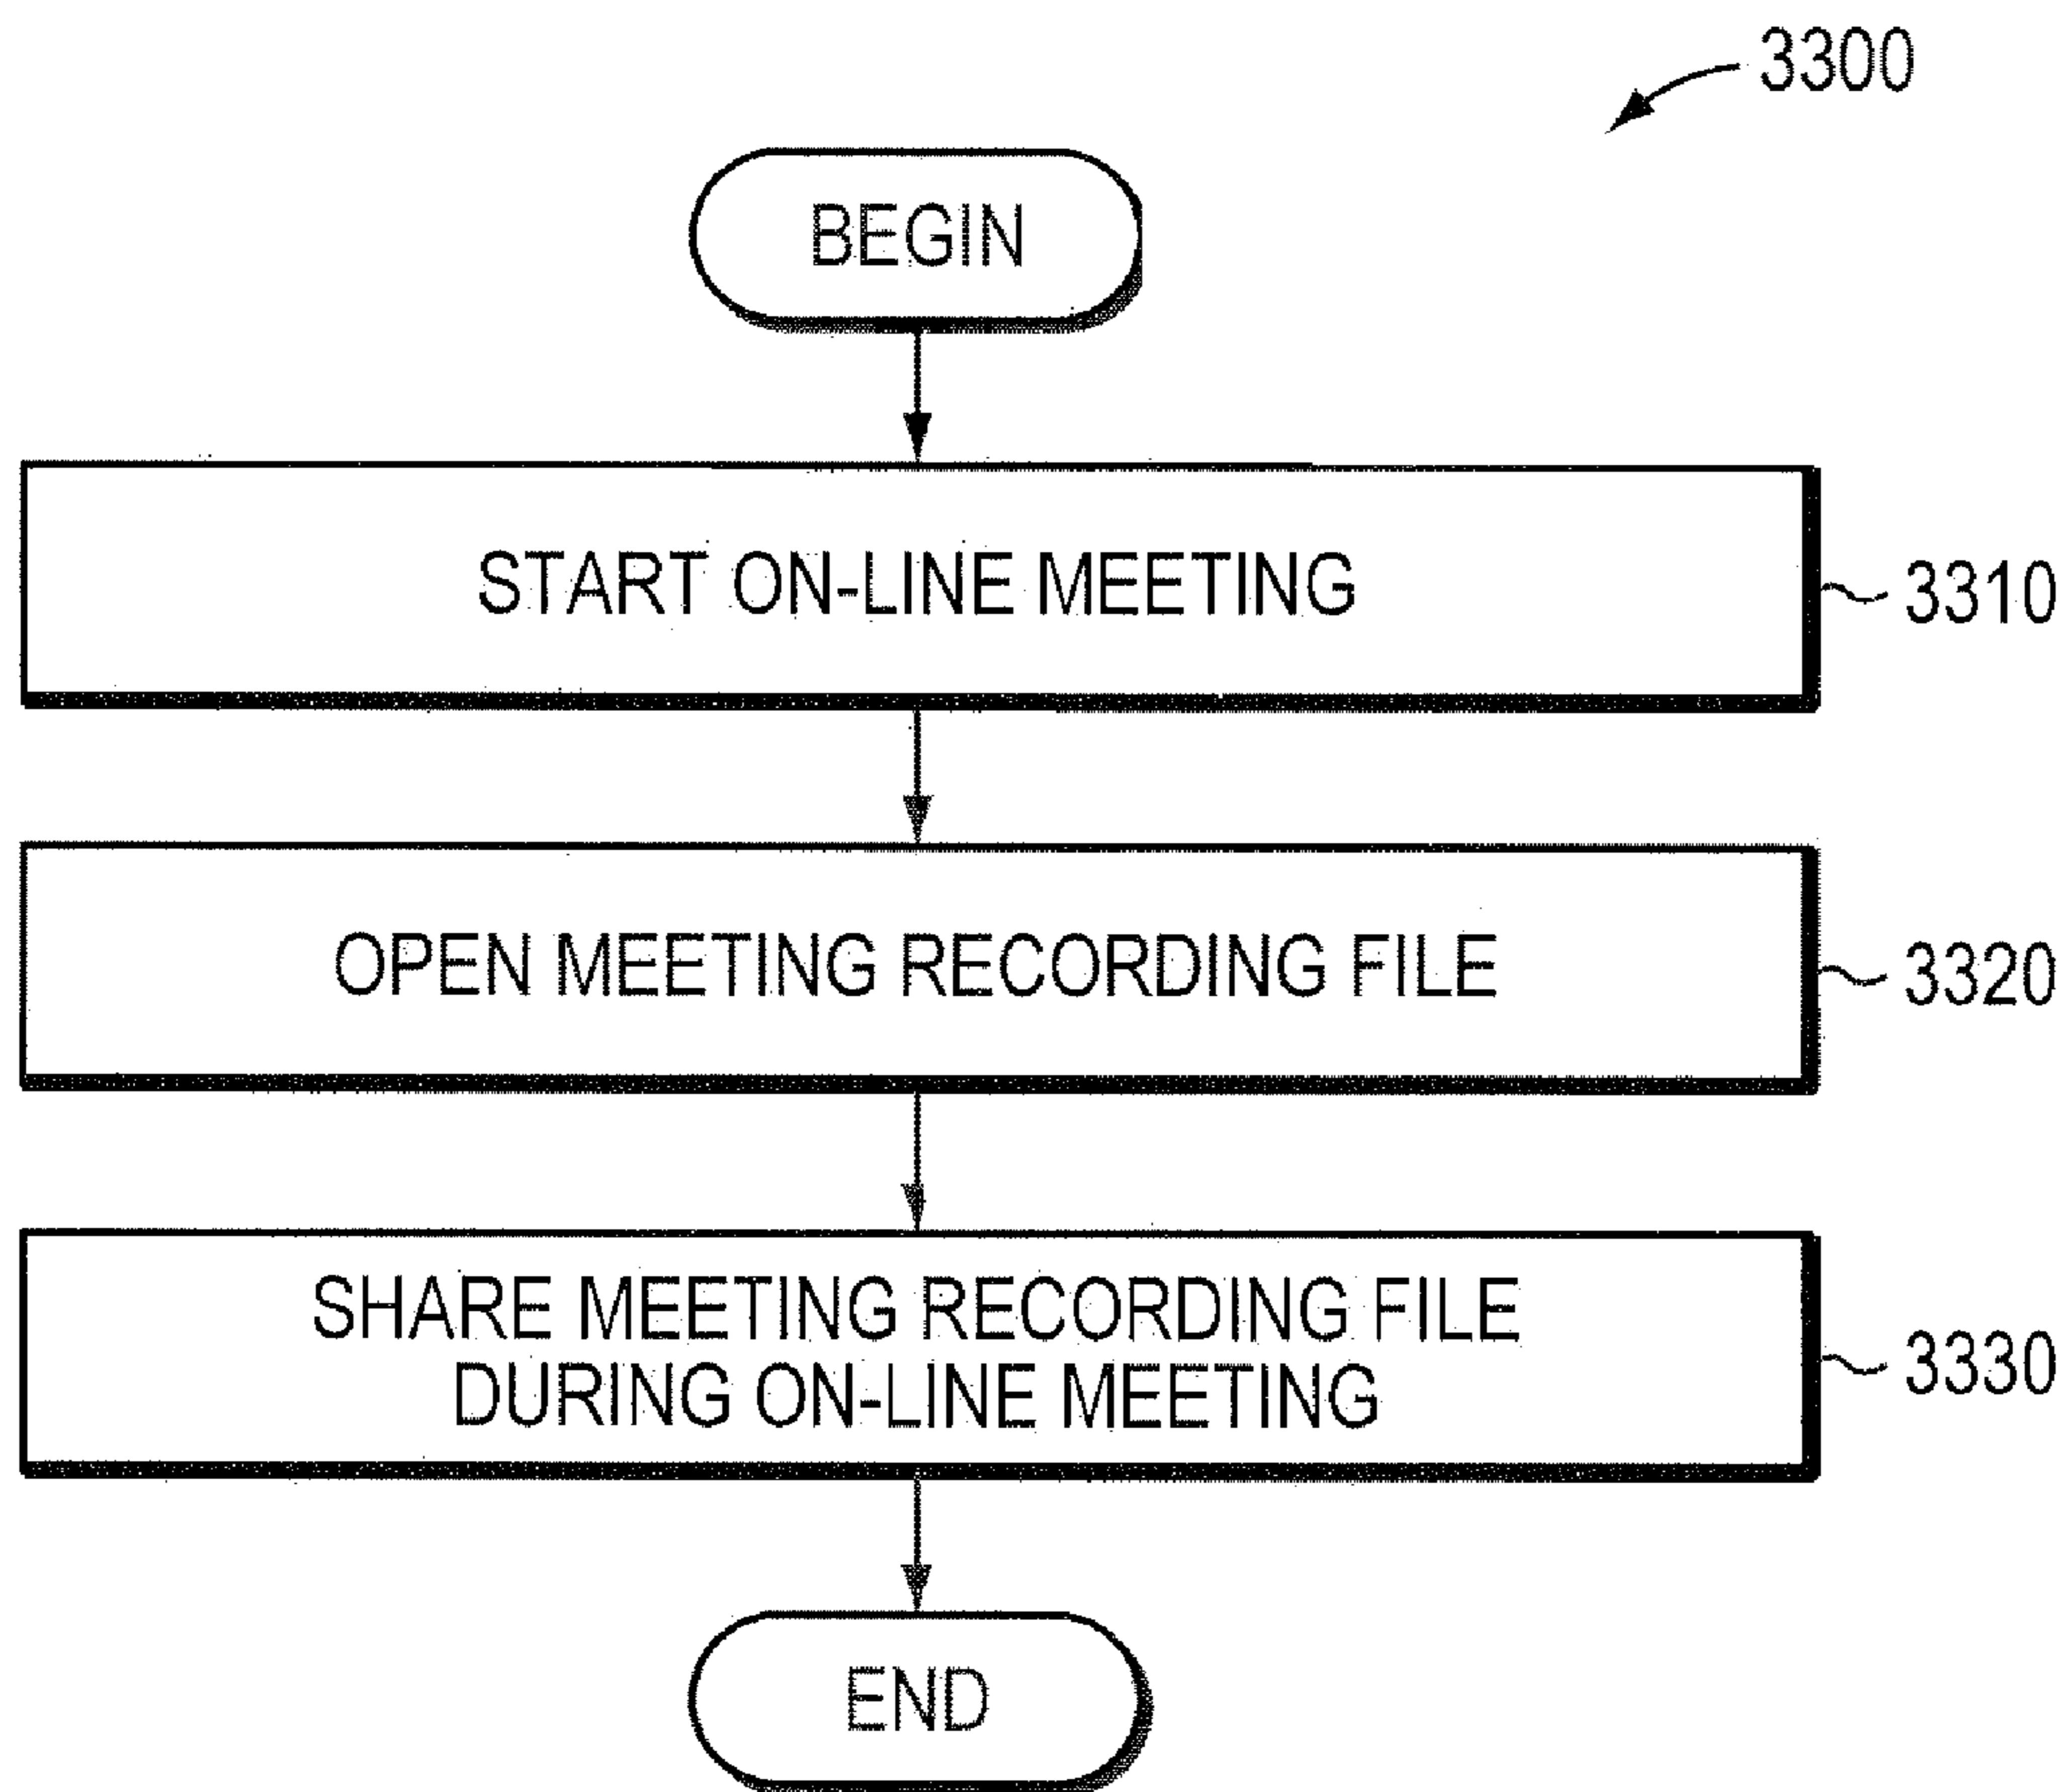 3300
BEGIN
START ON-LINE MEETING
3310
OPEN MEETING RECORDING FILE
3320
SHARE MEETING RECORDING FILE
DURING ON-LINE MEETING
3330
END